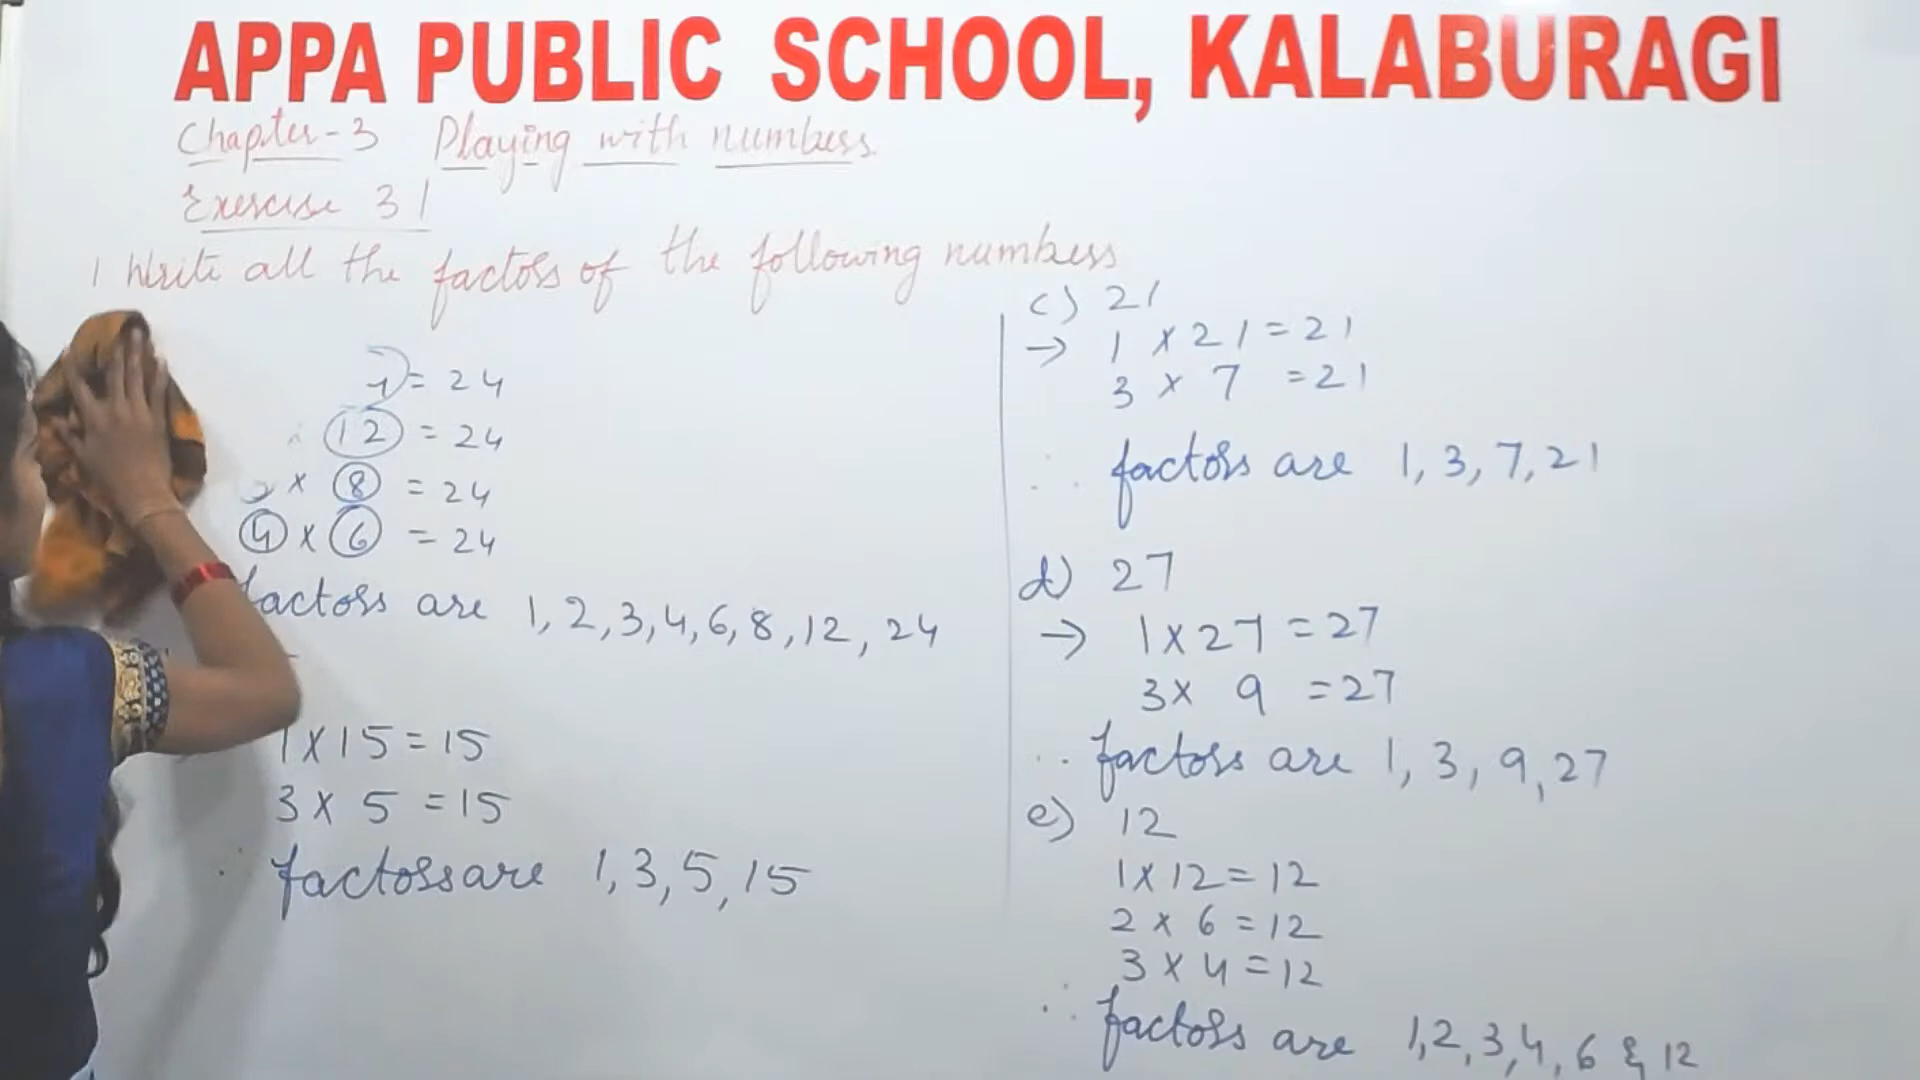 APPA PUBLIC SCHOOL, KALABURAGI
Chapter-3 Playing with numbers
Exercise 3.1
1 Write all the factors of the following numbers
= 24
12 = 24
× 8 = 24
4 × 6 = 24
factors are 1, 2, 3, 4, 6, 8, 12, 24
1 × 15 = 15
3 × 5 = 15
∴ factors are 1, 3, 5, 15
c) 21
→ 1 × 21 = 21
3 × 7 = 21
∴ factors are 1, 3, 7, 21
d) 27
→ 1 × 27 = 27
3 × 9 = 27
∴ factors are 1, 3, 9, 27
e) 12
1 × 12 = 12
2 × 6 = 12
3 × 4 = 12
∴ factors are 1, 2, 3, 4, 6 & 12